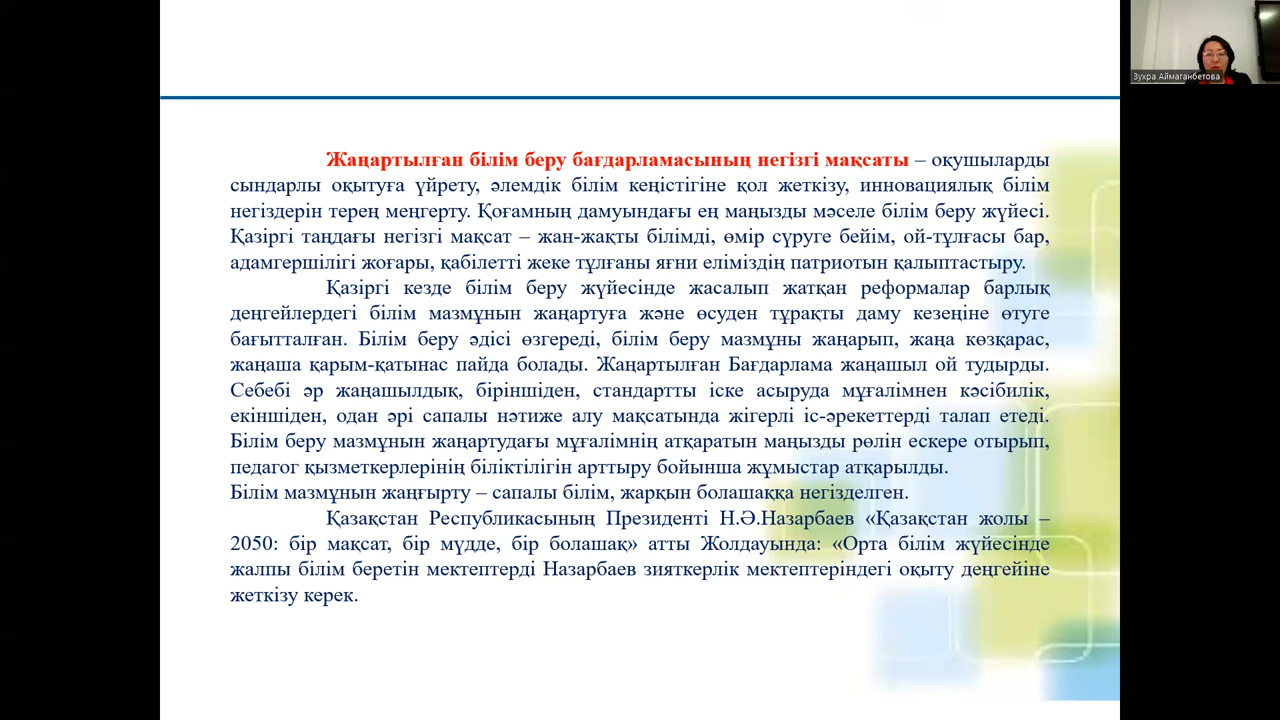 Жаңартылған білім беру бағдарламасының негізгі мақсаты – оқушыларды
сындарлы оқытуға үйрету, әлемдік білім кеңістігіне қол жеткізу, инновациялық білім
негіздерін терең меңгерту. Қоғамның дамуындағы ең маңызды мәселе білім беру жүйесі.
Қазіргі таңдағы негізгі мақсат – жан-жақты білімді, өмір сүруге бейім, ой-тұлғасы бар,
адамгершілігі жоғары, қабілетті жеке тұлғаны яғни еліміздің патриотын қалыптастыру.
Қазіргі кезде білім беру жүйесінде жасалып жатқан реформалар барлық
деңгейлердегі білім мазмұнын жаңартуға және өсуден тұрақты даму кезеңіне өтуге
бағытталған. Білім беру әдісі өзгереді, білім беру мазмұны жаңарып, жаңа көзқарас,
жаңаша қарым-қатынас пайда болады. Жаңартылған Бағдарлама жаңашыл ой тудырды.
Себебі әр жаңашылдық, біріншіден, стандартты іске асыруда мұғалімнен кәсібилік,
екіншіден, одан әрі сапалы нәтиже алу мақсатында жігерлі іс-әрекеттерді талап етеді.
Білім беру мазмұнын жаңартудағы мұғалімнің атқаратын маңызды рөлін ескере отырып,
педагог қызметкерлерінің біліктілігін арттыру бойынша жұмыстар атқарылды.
Білім мазмұнын жаңғырту – сапалы білім, жарқын болашаққа негізделген.
Қазақстан Республикасының Президенті Н.Ә.Назарбаев «Қазақстан жолы –
2050: бір мақсат, бір мүдде, бір болашақ» атты Жолдауында: «Орта білім жүйесінде
жалпы білім беретін мектептерді Назарбаев зияткерлік мектептеріндегі оқыту деңгейіне
жеткізу керек.
Зухра Аймаганбетова